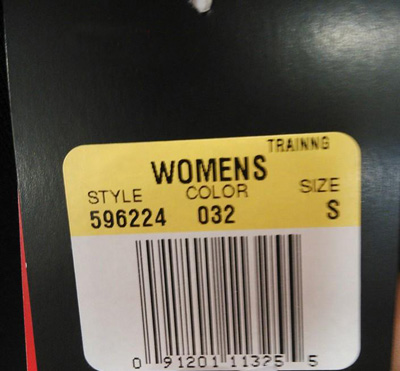 TRAINNG
WOMENS
STYLE COLOR SIZE
596224 032 S
0 91201 11325 5